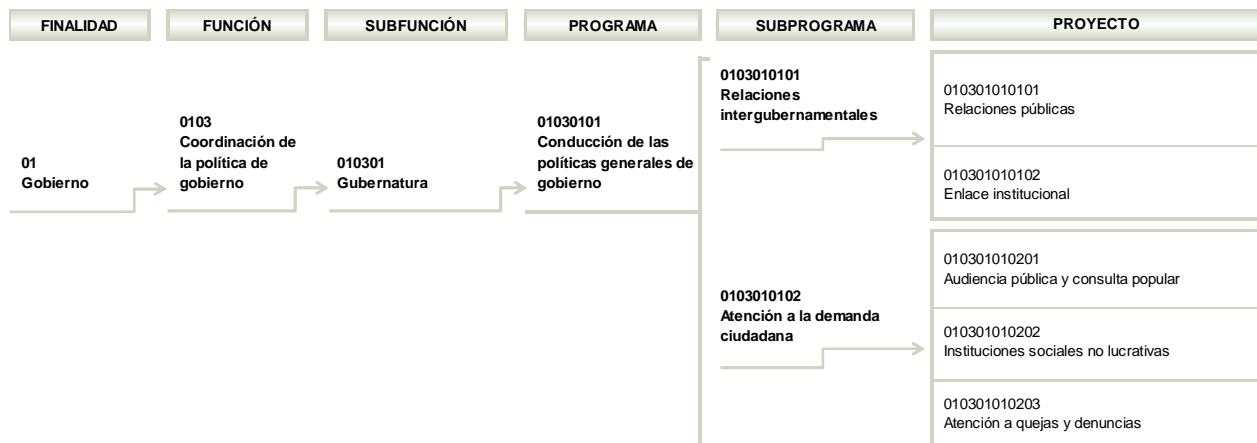 FINALIDAD
FUNCIÓN
SUBFUNCIÓN
PROGRAMA
SUBPROGRAMA
PROYECTO
01
Gobierno
0103
Coordinación de
la política de
gobierno
010301
Gubernatura
01030101
Conducción de las
políticas generales de
gobierno
0103010101
Relaciones
intergubernamentales
010301010101
Relaciones públicas
010301010102
Enlace institucional
0103010102
Atención a la demanda
ciudadana
010301010201
Audiencia pública y consulta popular
010301010202
Instituciones sociales no lucrativas
010301010203
Atención a quejas y denuncias